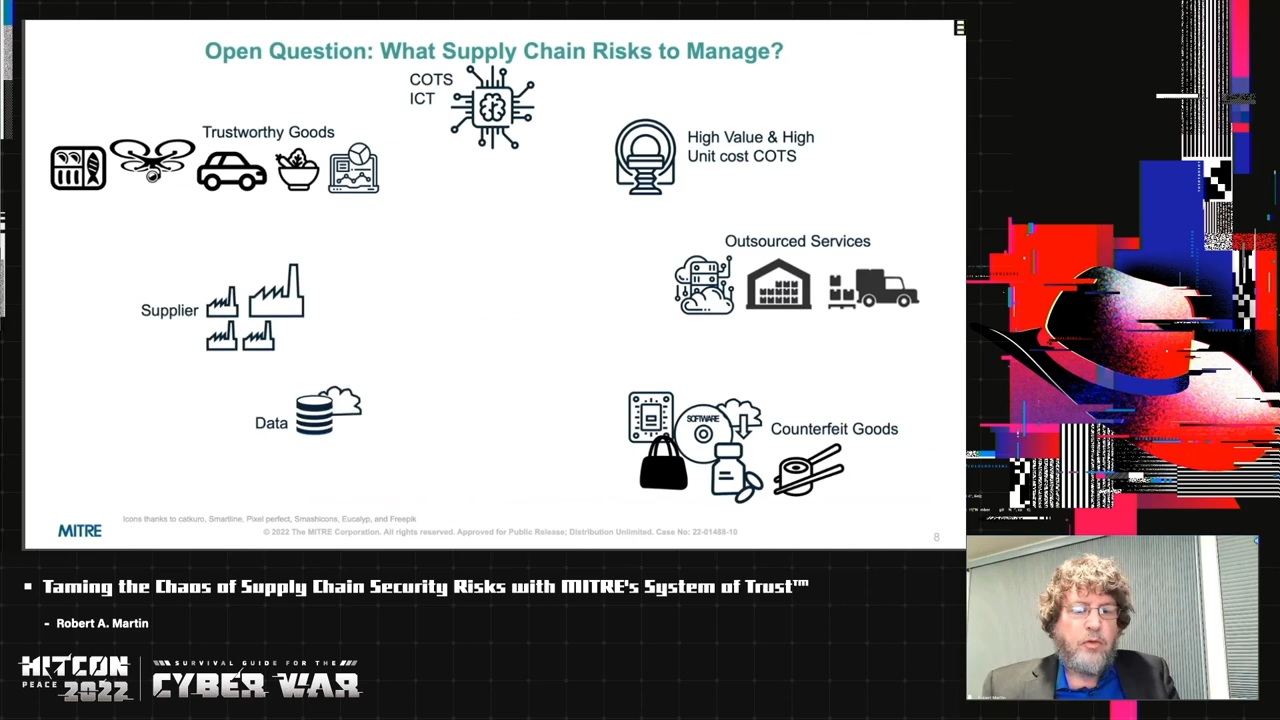 Open Question: What Supply Chain Risks to Manage?
COTS
ICT
Trustworthy Goods
High Value & High
Unit cost COTS
Outsourced Services
Supplier
Data
SOFTWARE
Counterfeit Goods
Icons thanks to catkuro, Smartline, Pixel perfect, Smashicons, Eucalyp, and Freepik
MITRE
© 2022 The MITRE Corporation. All rights reserved. Approved for Public Release; Distribution Unlimited. Case No: 22-01488-10
8
▪ Taming the Chaos of Supply Chain Security Risks with MITRE's System of Trust™
- Robert A. Martin
HITCON
PEACE 2022
SURVIVAL GUIDE FOR THE
CYBER WAR
Robert Martin